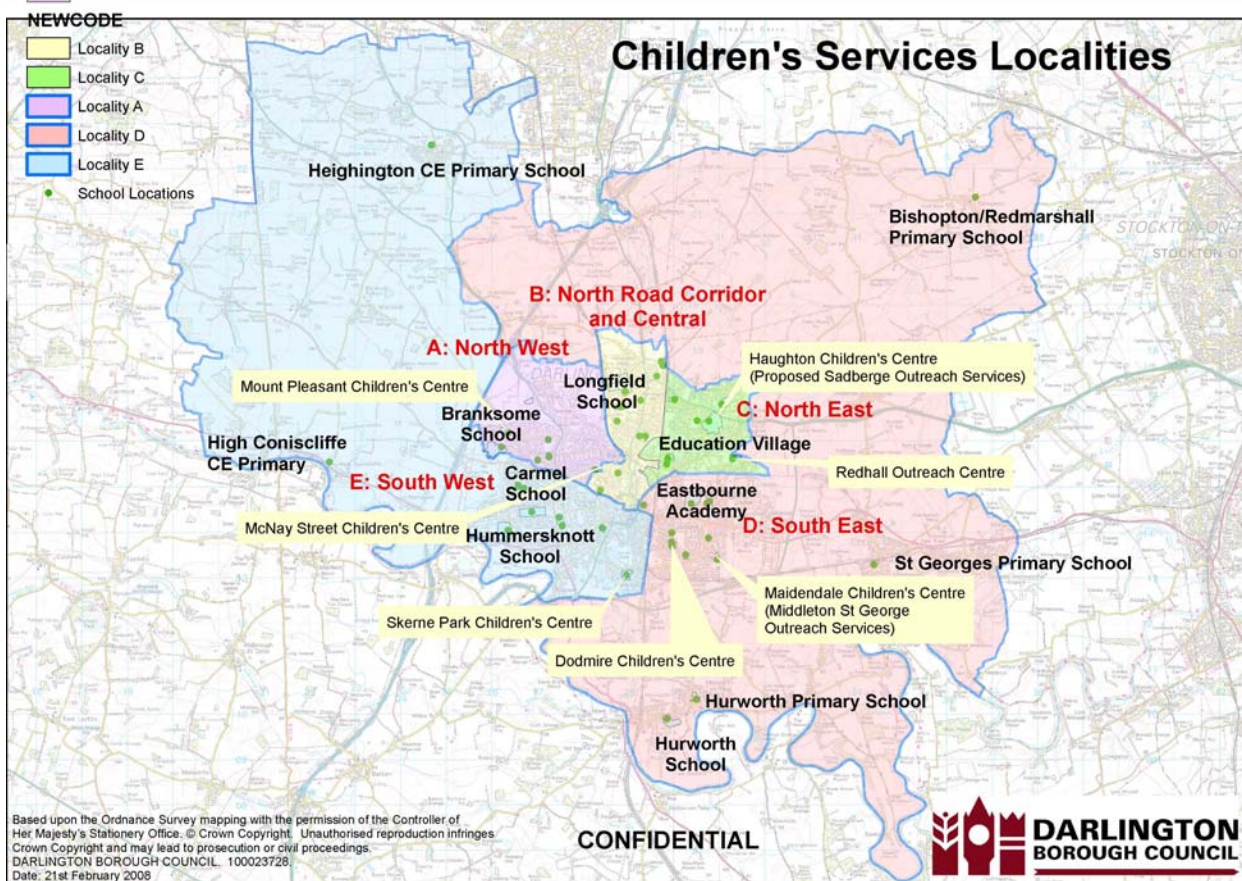 NEWCODE
Locality B
Locality C
Locality A
Locality D
Locality E
School Locations
Children's Services Localities
Heighington CE Primary School
Bishopton/Redmarshall
Primary School
STOCKTON-ON-T
STOCKTON ON
B: North Road Corridor
and Central
A: North West
Mount Pleasant Children's Centre
DARLING
Longfield
School
Haughton Children's Centre
(Proposed Sadberge Outreach Services)
Branksome
School
C: North East
High Coniscliffe
CE Primary
Education Village
Redhall Outreach Centre
E: South West
Carmel
School
Eastbourne
Academy
McNay Street Children's Centre
D: South East
Hummersknott
School
St Georges Primary School
Maidendale Children's Centre
(Middleton St George
Outreach Services)
Skerne Park Children's Centre
Dodmire Children's Centre
Hurworth Primary School
Hurworth
School
Based upon the Ordnance Survey mapping with the permission of the Controller of
Her Majesty's Stationery Office. © Crown Copyright. Unauthorised reproduction infringes
Crown Copyright and may lead to prosecution or civil proceedings.
DARLINGTON BOROUGH COUNCIL. 100023728.
Date: 21st February 2008
CONFIDENTIAL
DARLINGTON
BOROUGH COUNCIL